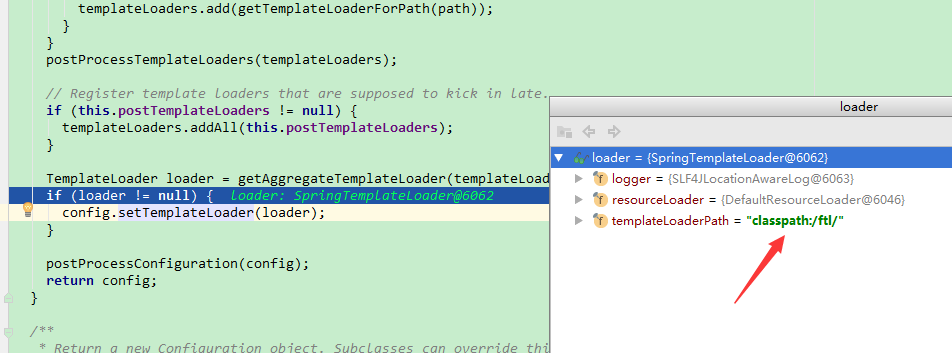 templateLoaders.add(getTemplateLoaderForPath(path));
}
}
postProcessTemplateLoaders(templateLoaders);
// Register template loaders that are supposed to kick in late.
if (this.postTemplateLoaders != null) {
templateLoaders.addAll(this.postTemplateLoaders);
}
TemplateLoader loader = getAggregateTemplateLoader(templateLoad
if (loader != null) { loader: SpringTemplateLoader@6062
config.setTemplateLoader(loader);
}
postProcessConfiguration(config);
return config;
}
/**
* Return a new Configuration object. Subclasses can override thi
loader
loader = {SpringTemplateLoader@6062}
f logger = {SLF4JLocationAwareLog@6063}
f resourceLoader = {DefaultResourceLoader@6046}
f templateLoaderPath = "classpath:/ftl/"